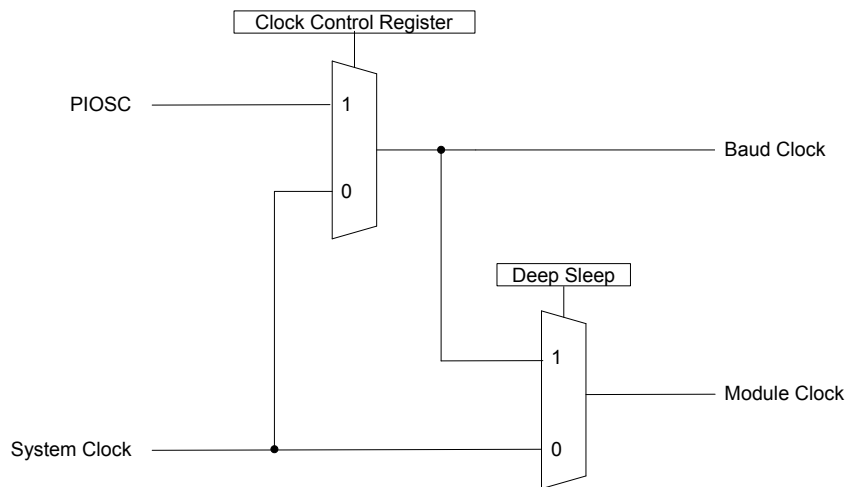 Clock Control Register
PIOSC
1
Baud Clock
0
Deep Sleep
1
Module Clock
System Clock
0